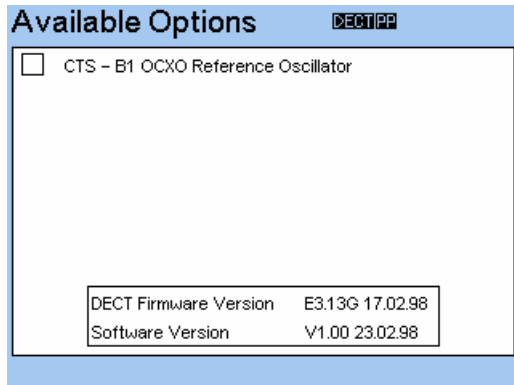 Available Options DECT PP
CTS – B1 OCXO Reference Oscillator
DECT Firmware Version E3.13G 17.02.98
Software Version V1.00 23.02.98